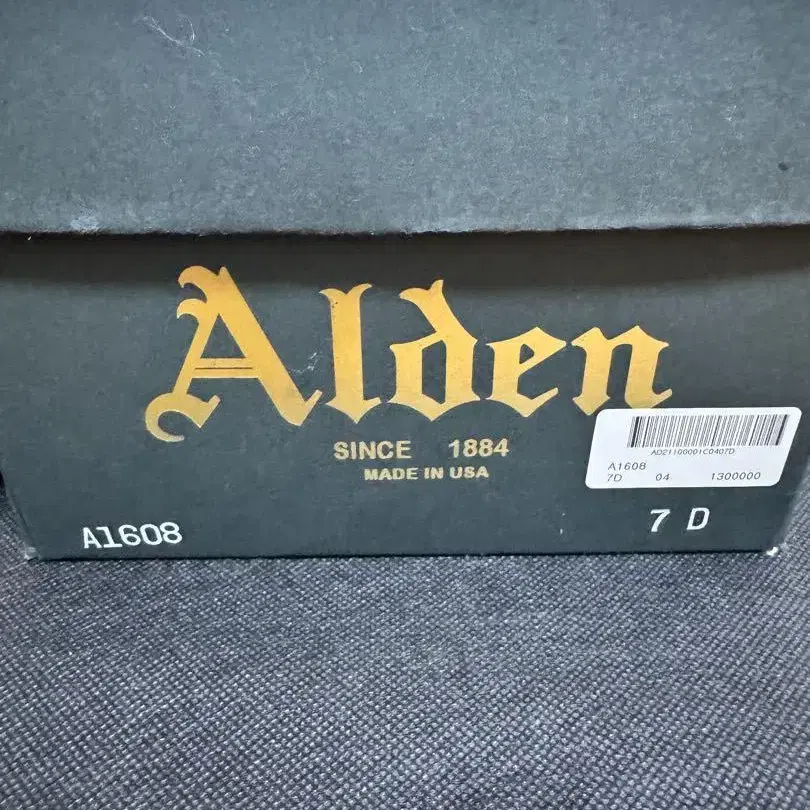 Alden
SINCE 1884
MADE IN USA
AD21100001C0407D
A1608
7D 04 1300000
A1608
7 D